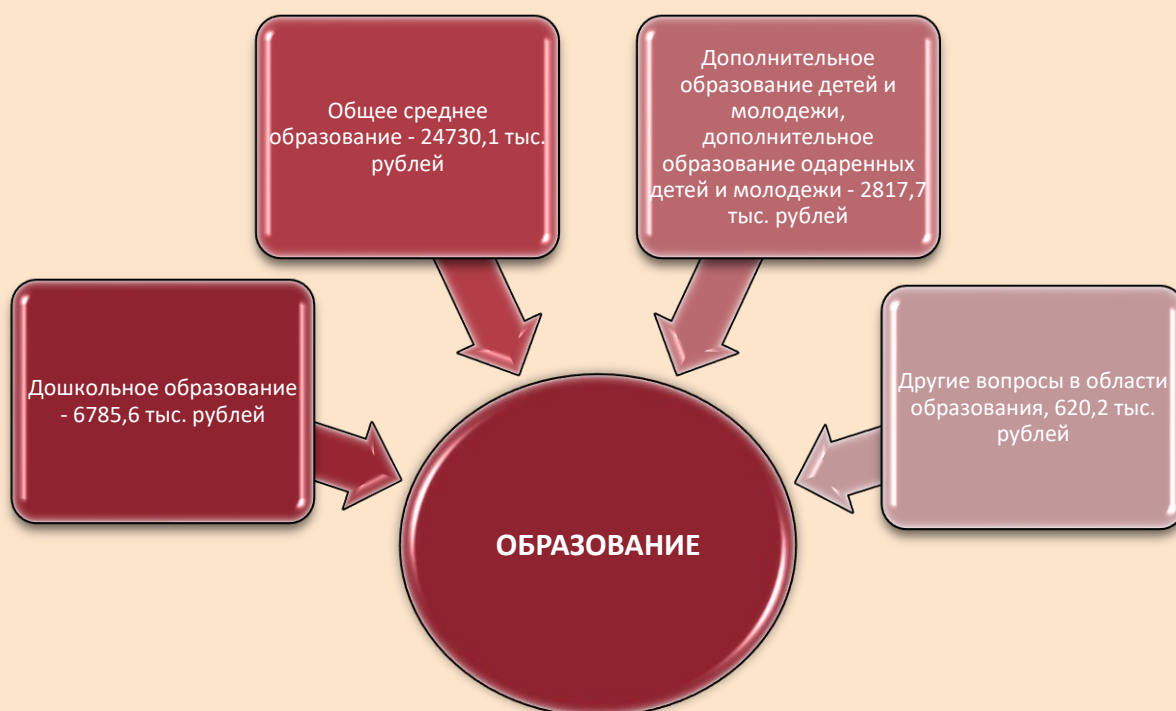 Общее среднее
образование - 24730,1 тыс.
рублей
Дополнительное
образование детей и
молодежи,
дополнительное
образование одаренных
детей и молодежи - 2817,7
тыс. рублей
Дошкольное образование
- 6785,6 тыс. рублей
Другие вопросы в области
образования, 620,2 тыс.
рублей
ОБРАЗОВАНИЕ